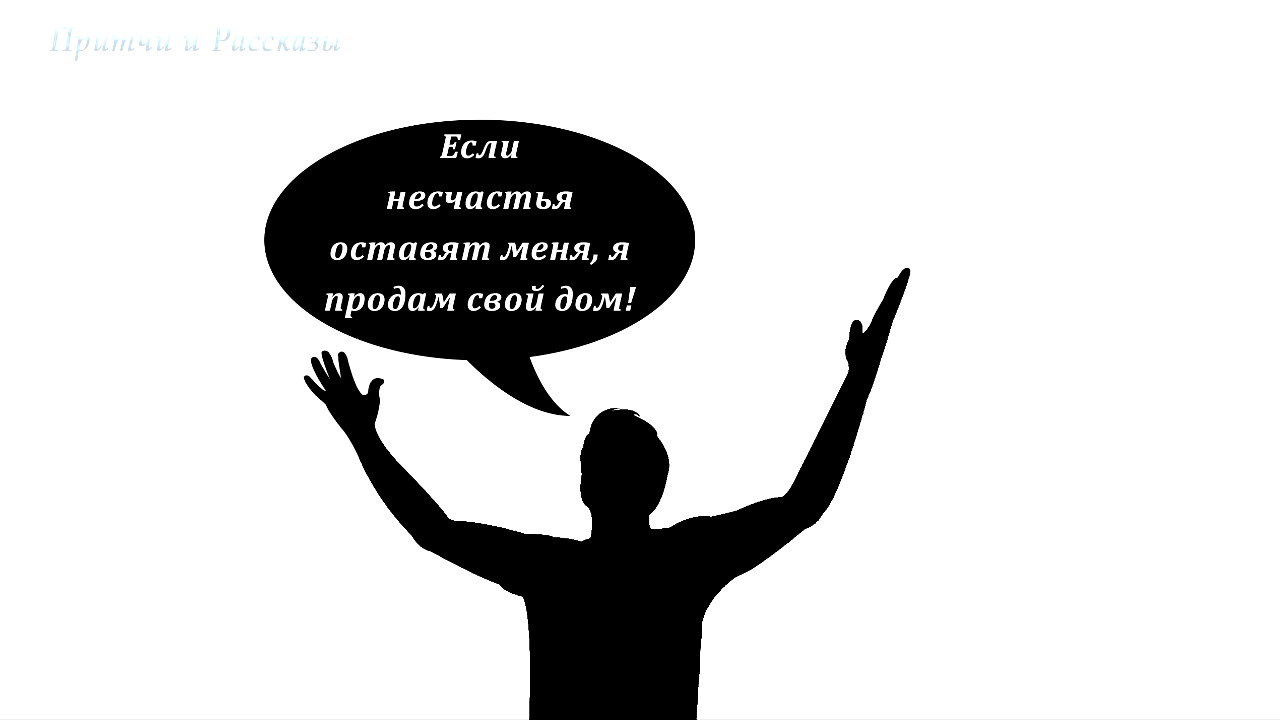 Притчи и Рассказы
Если
несчастья
оставят меня, я
продам свой дом!